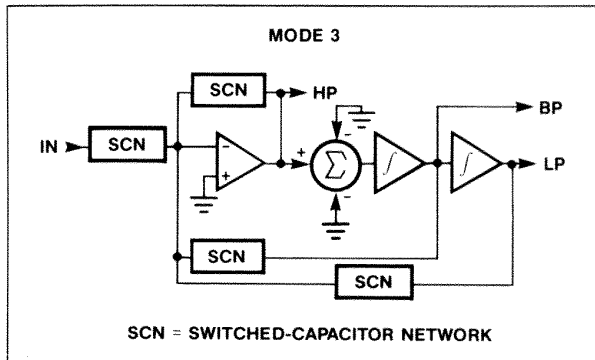 MODE 3
SCN
HP
BP
IN
SCN
−
+
+
−
Σ
−
∫
∫
LP
SCN
SCN
SCN = SWITCHED-CAPACITOR NETWORK